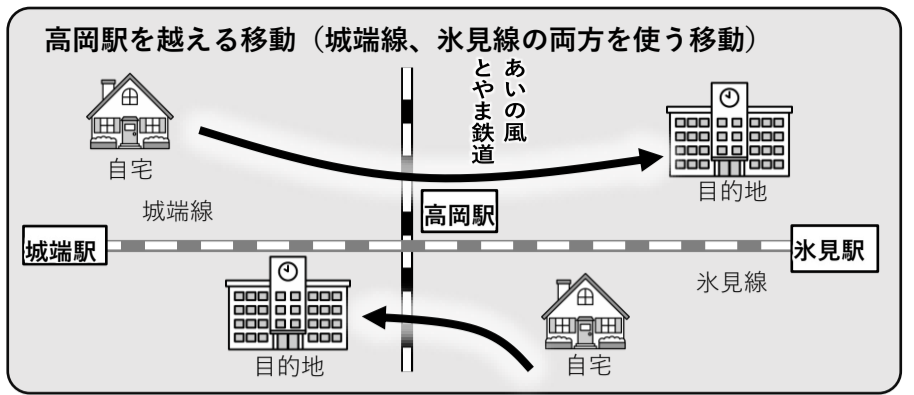 高岡駅を越える移動（城端線、氷見線の両方を使う移動）
あいの風
とやま鉄道
自宅
目的地
城端線
高岡駅
城端駅
氷見駅
氷見線
目的地
自宅